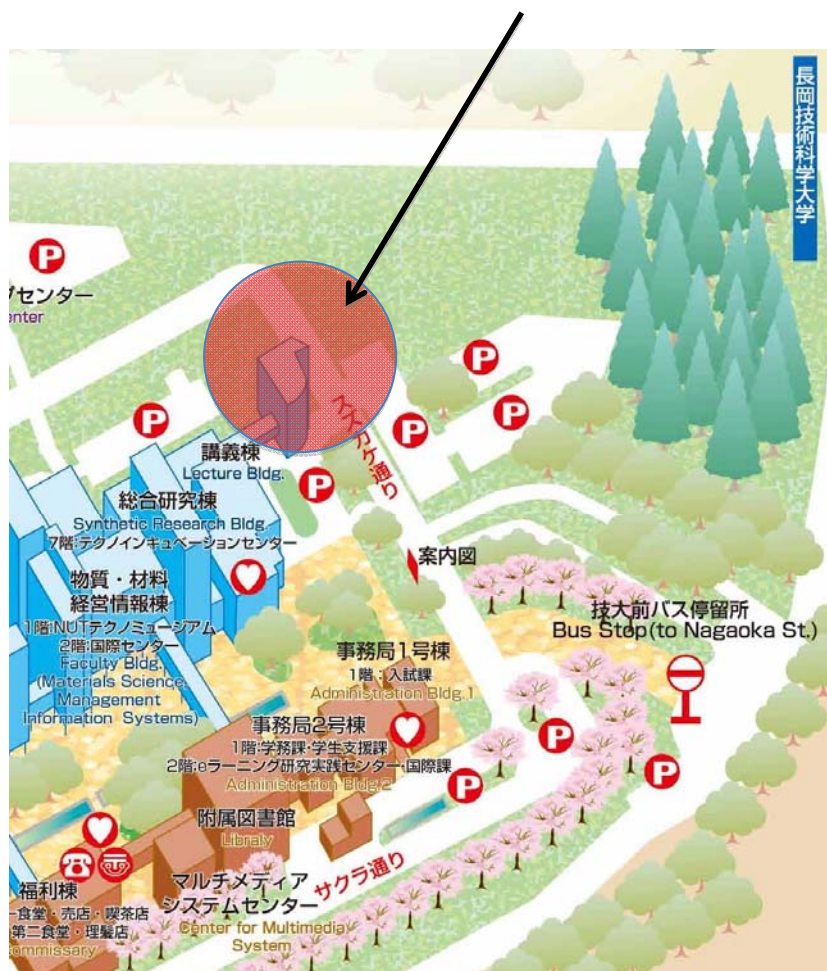 長岡技術科学大学
P
グセンター
enter
P
P
P
P
P
スズカケ通り
講義棟
Lecture Bldg.
総合研究棟
Synthetic Research Bldg.
7階:テクノインキュベーションセンター
案内図
物質・材料
経営情報棟
1階:NUTテクノミュージアム
2階:国際センター
Faculty Bldg.
(Materials Science,
Management
Information Systems)
技大前バス停留所
Bus Stop(to Nagaoka St.)
事務局1号棟
1階:入試課
Administration Bldg.1
事務局2号棟
1階:学務課・学生支援課
2階:eラーニング研究実践センター・国際課
Administration Bldg.2
P
P
P
附属図書館
Libraly
サクラ通り
マルチメディア
システムセンター
Center for Multimedia
System
福利棟
一食堂・売店・喫茶店
第二食堂・理髪店
ommissary